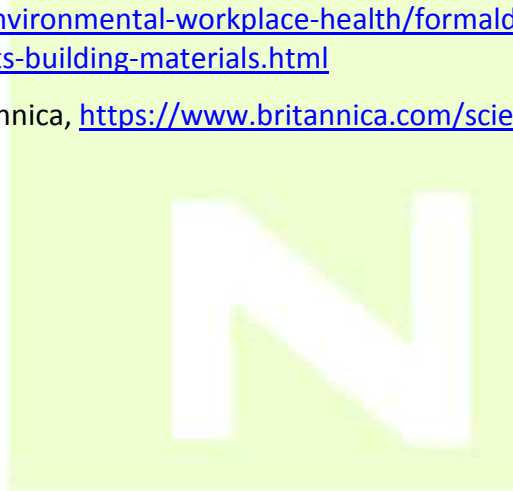 nvironmental-workplace-health/formald
ts-building-materials.html
nnica, https://www.britannica.com/scie
N